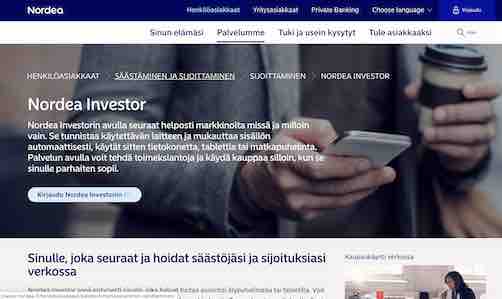 Nordea
Henkilöasiakkaat Yritysasiakkaat Private Banking Choose language Kirjaudu
Sinun elämäsi Palvelumme Tuki ja usein kysytyt Tule asiakkaaksi Hae
HENKILÖASIAKKAAT SÄÄSTÄMINEN JA SIJOITTAMINEN SIJOITTAMINEN NORDEA INVESTOR
Nordea Investor
Nordea Investorin avulla seuraat helposti markkinoita missä ja milloin
vain. Se tunnistaa käytettävän laitteen ja mukauttaa sisällön
automaattisesti, käytät sitten tietokonetta, tablettia tai matkapuhelinta.
Palvelun avulla voit tehdä toimeksiantoja ja käydä kauppaa silloin, kun se
sinulle parhaiten sopii.
Kirjaudu Nordea Investoriin
Sinulle, joka seuraat ja hoidat säästöjäsi ja sijoituksiasi
verkossa
Kaupankäynti verkossa